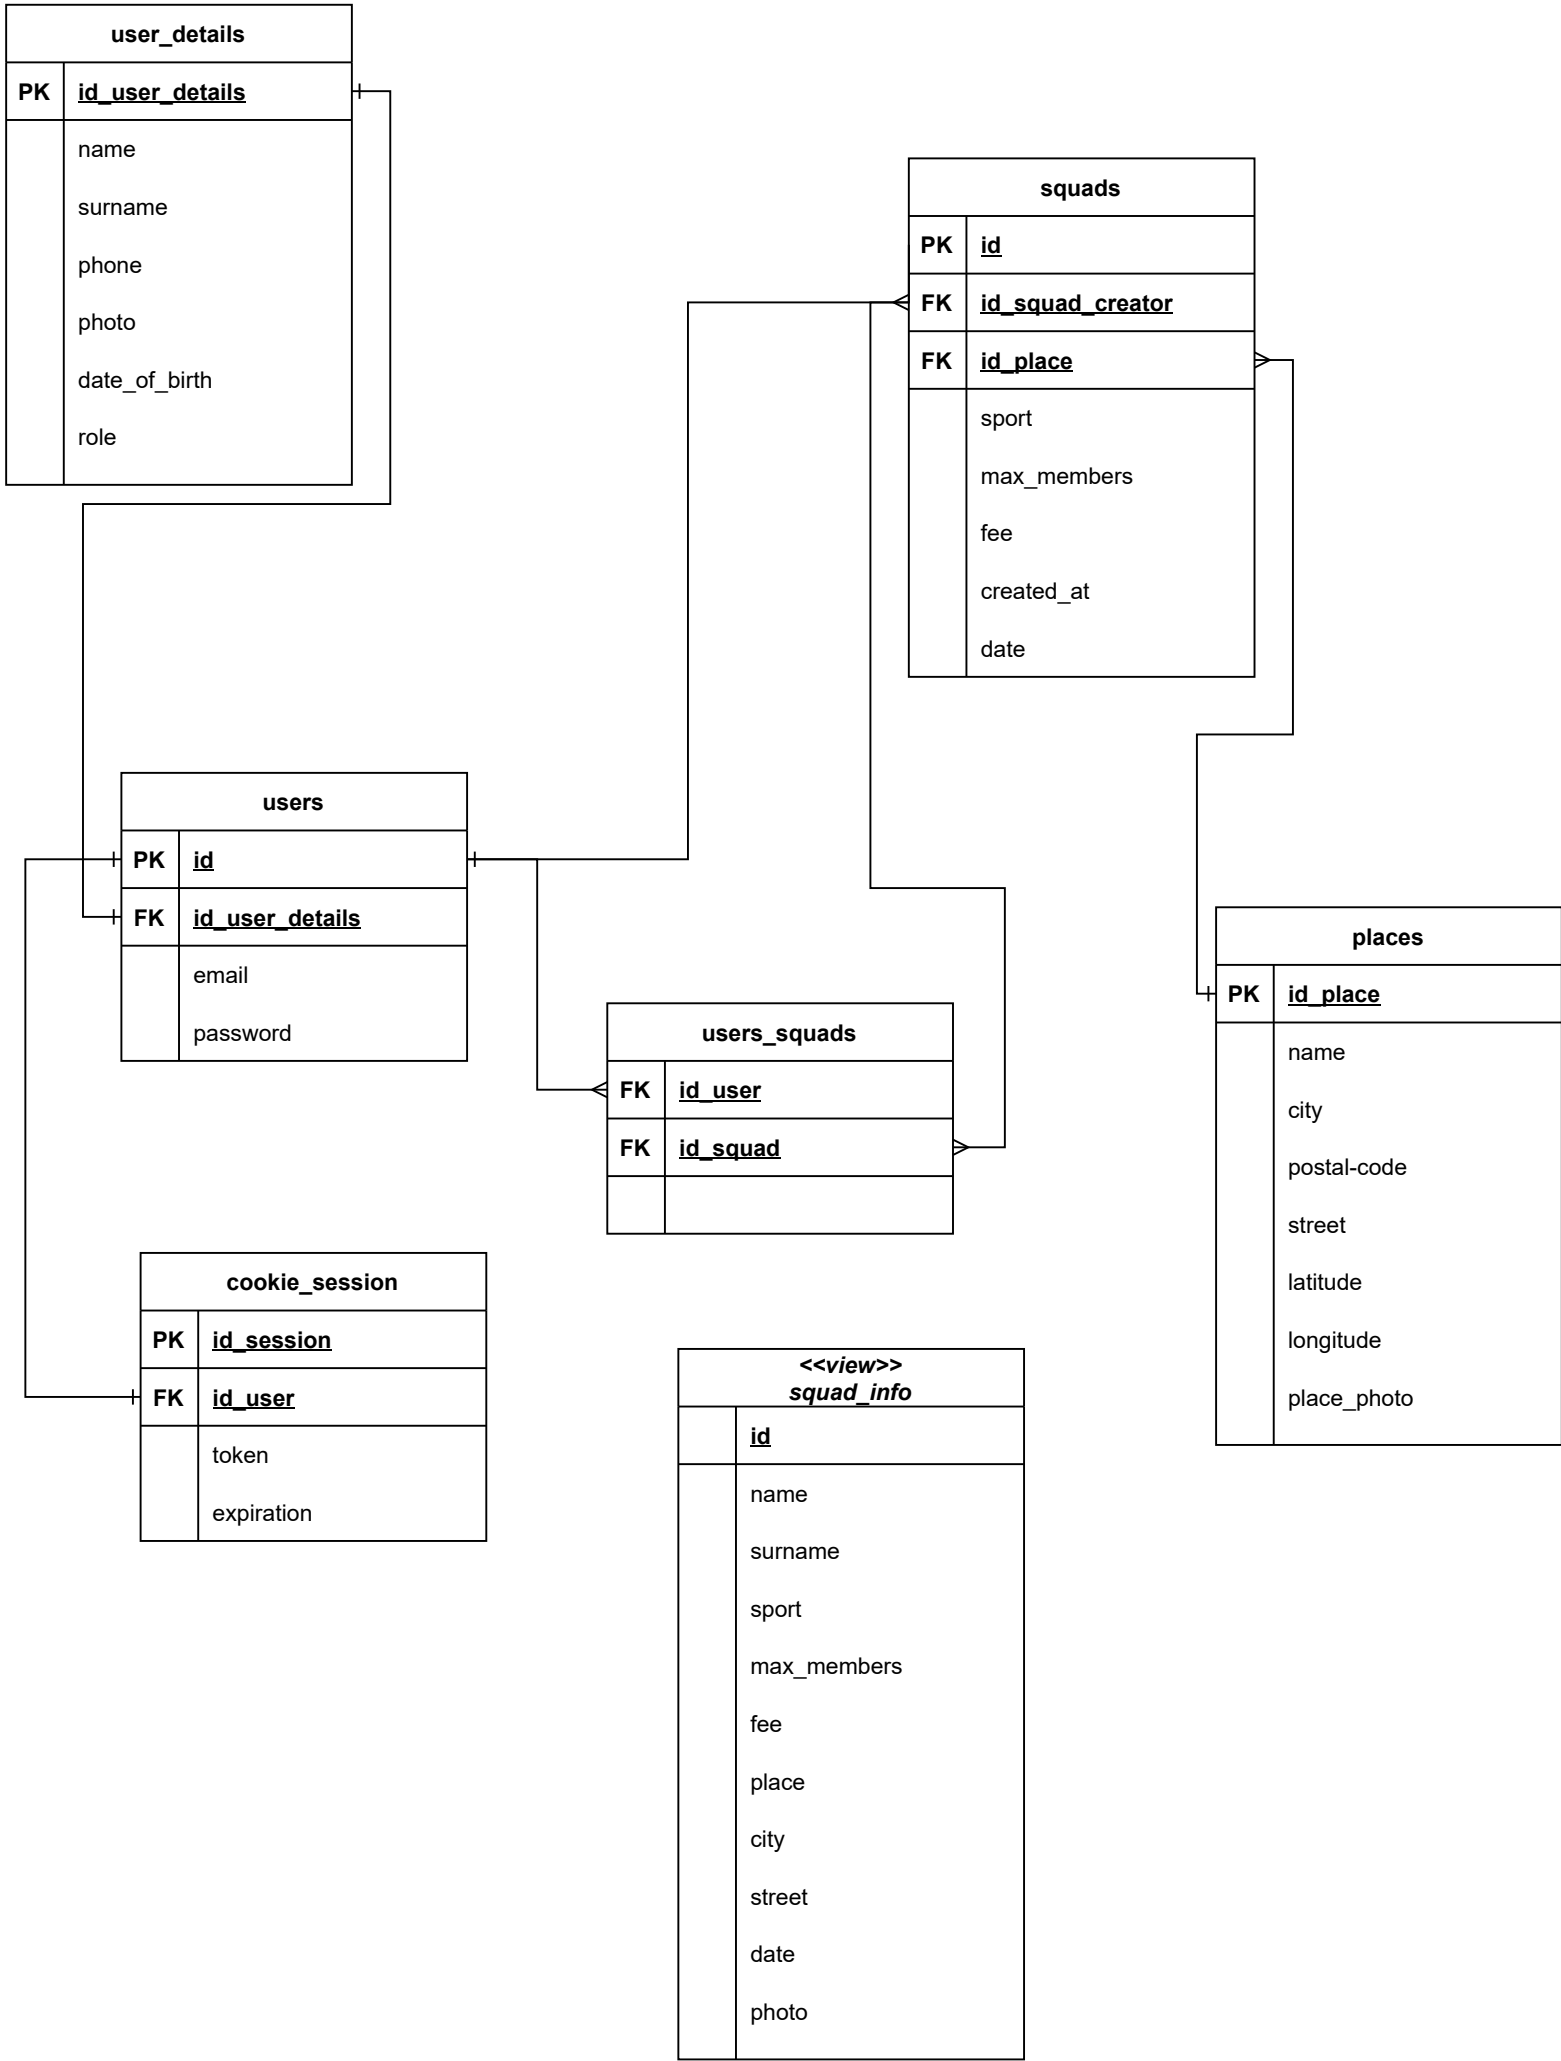 user_details
PK id_user_details
name
surname
phone
photo
date_of_birth
role
squads
PK id
FK id_squad_creator
FK id_place
sport
max_members
fee
created_at
date
users
PK id
FK id_user_details
email
password
places
PK id_place
name
city
postal-code
street
latitude
longitude
place_photo
users_squads
FK id_user
FK id_squad
cookie_session
PK id_session
FK id_user
token
expiration
<<view>>
squad_info
id
name
surname
sport
max_members
fee
place
city
street
date
photo